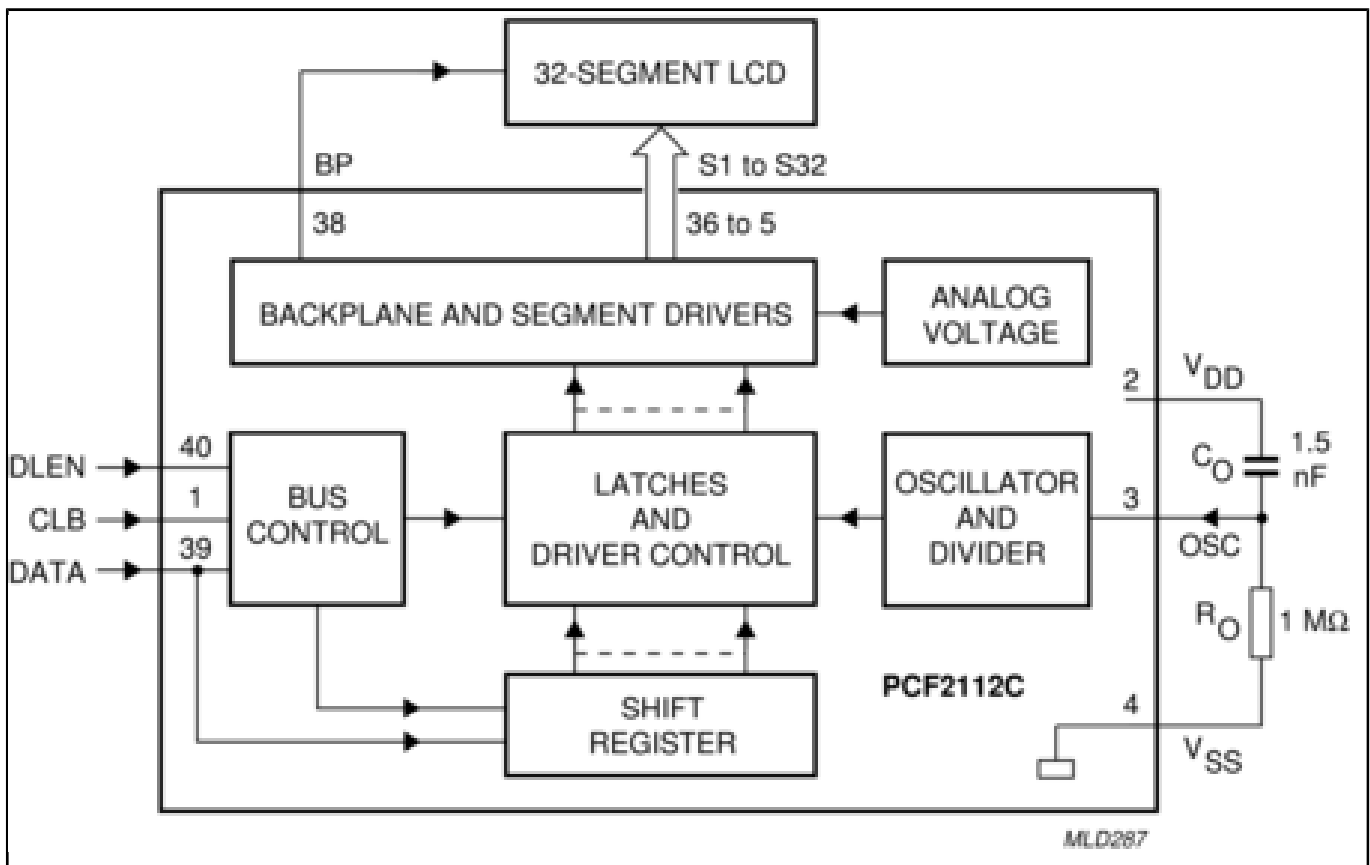 32-SEGMENT LCD
BP
S1 to S32
38
36 to 5
BACKPLANE AND SEGMENT DRIVERS
ANALOG
VOLTAGE
2
VDD
DLEN
40
CLB
1
DATA
39
BUS
CONTROL
LATCHES
AND
DRIVER CONTROL
OSCILLATOR
AND
DIVIDER
CO
1.5
nF
3
OSC
RO
1 MΩ
SHIFT
REGISTER
PCF2112C
4
VSS
MLD287